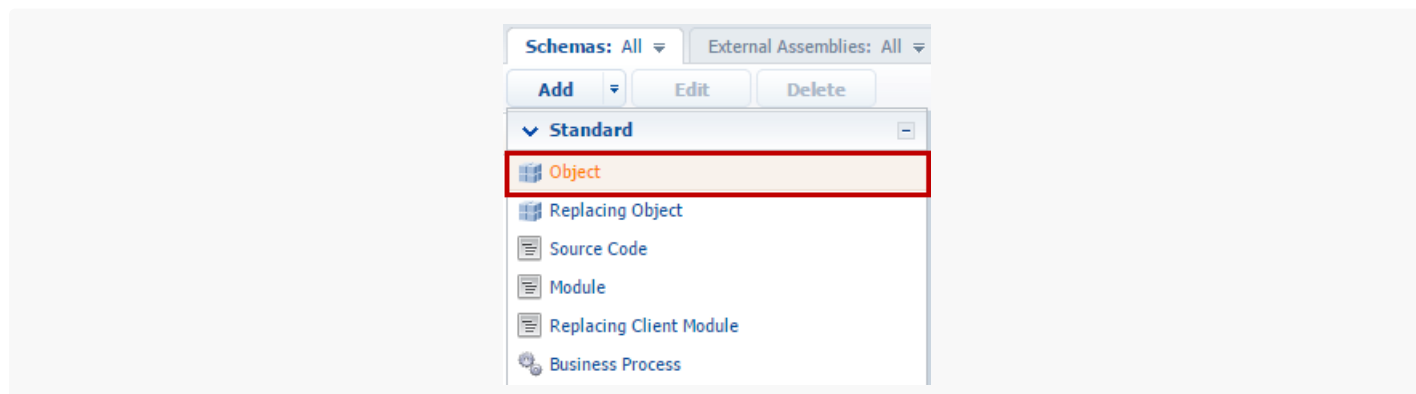 Schemas: All External Assemblies: All
Add Edit Delete
Standard
Object
Replacing Object
Source Code
Module
Replacing Client Module
Business Process